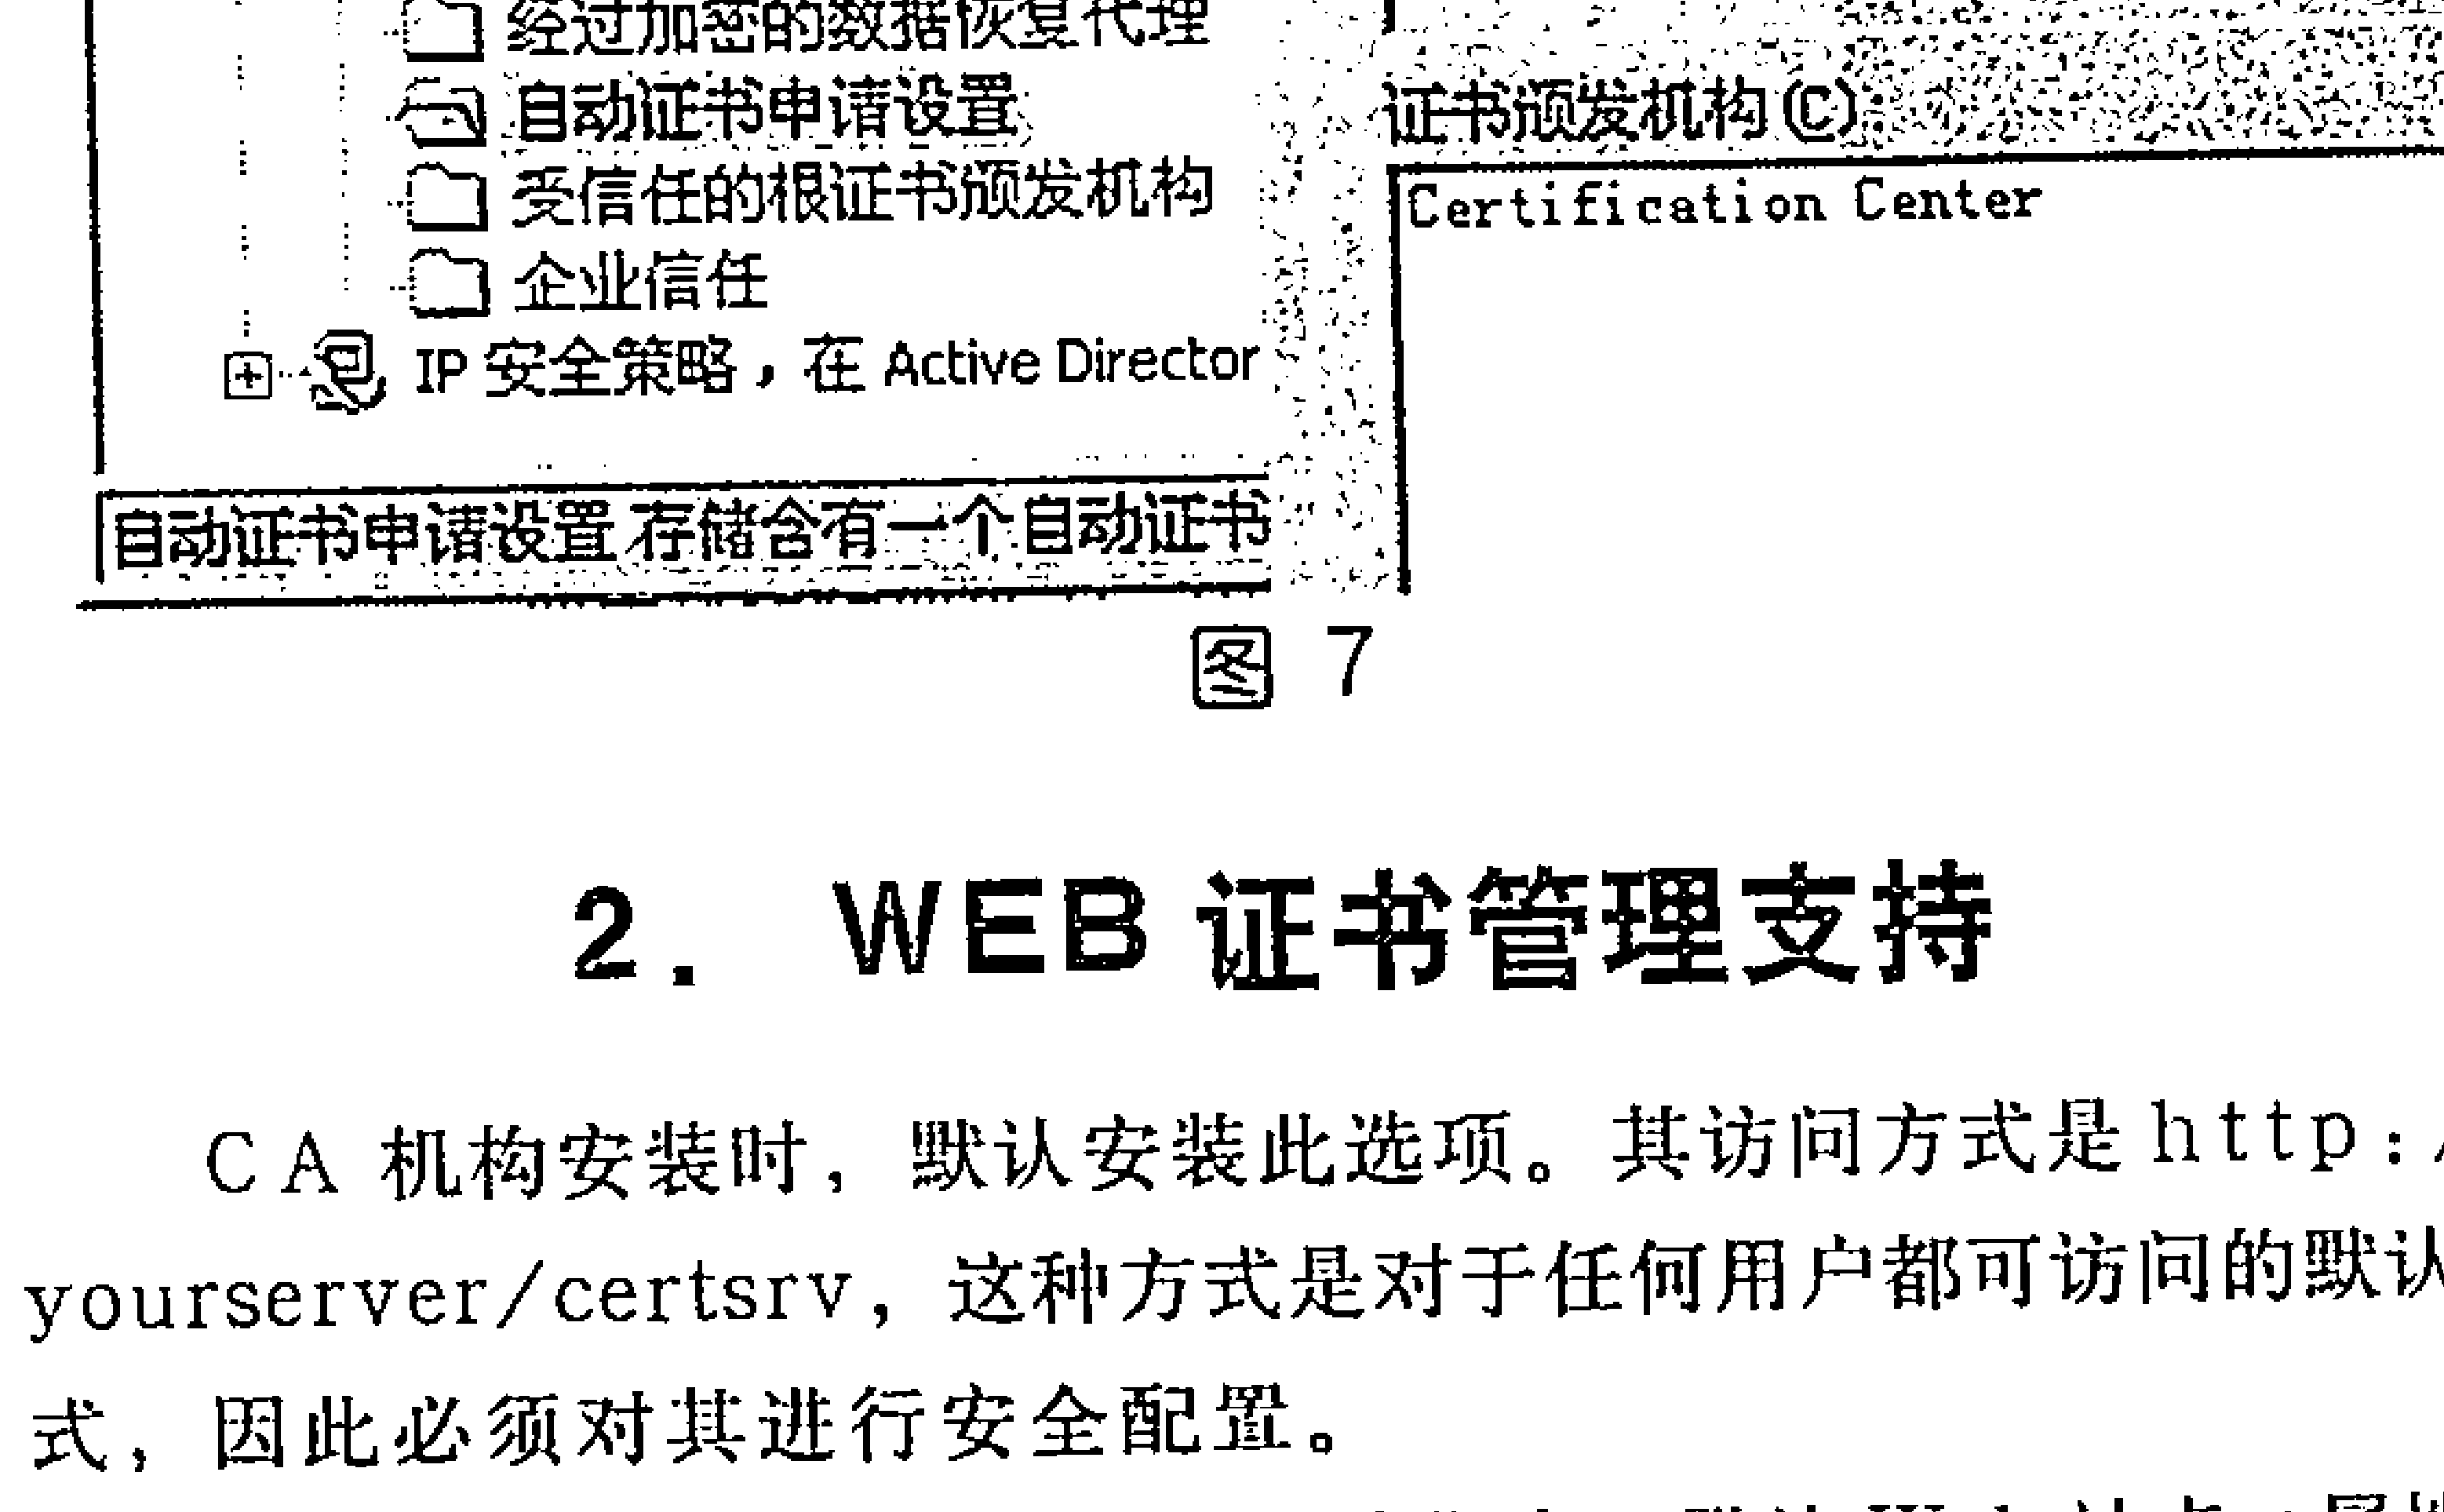 经过加密的数据恢复代理
自动证书申请设置
受信任的根证书颁发机构
企业信任
IP 安全策略，在 Active Director
自动证书申请设置 存储含有一个自动证书
证书颁发机构(C)
Certification Center
图 7
2. WEB 证书管理支持
CA 机构安装时，默认安装此选项。其访问方式是 http:/
yourserver/certsrv，这种方式是对于任何用户都可访问的默认
式，因此必须对其进行安全配置。